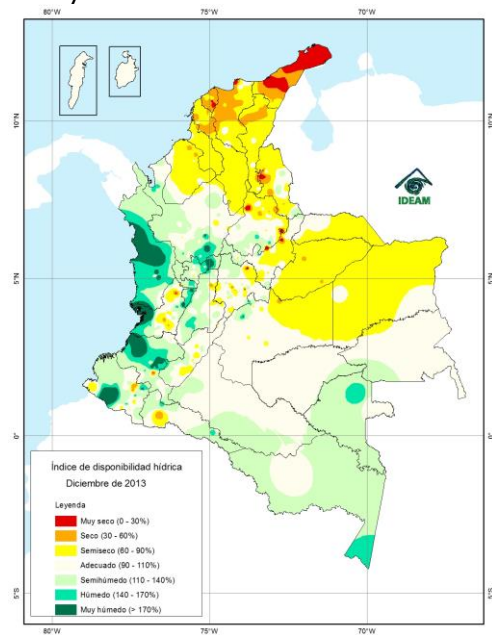 80°W 75°W 70°W
10°N 10°N
IDEAM
5°N 5°N
0° 0°
Índice de disponibilidad hídrica
Diciembre de 2013
Leyenda
Muy seco (0 - 30%)
Seco (30 - 60%)
Semiseco (60 - 90%)
Adecuado (90 - 110%)
Semihúmedo (110 - 140%)
Húmedo (140 - 170%)
Muy húmedo (> 170%)
5°S 5°S
80°W 75°W 70°W